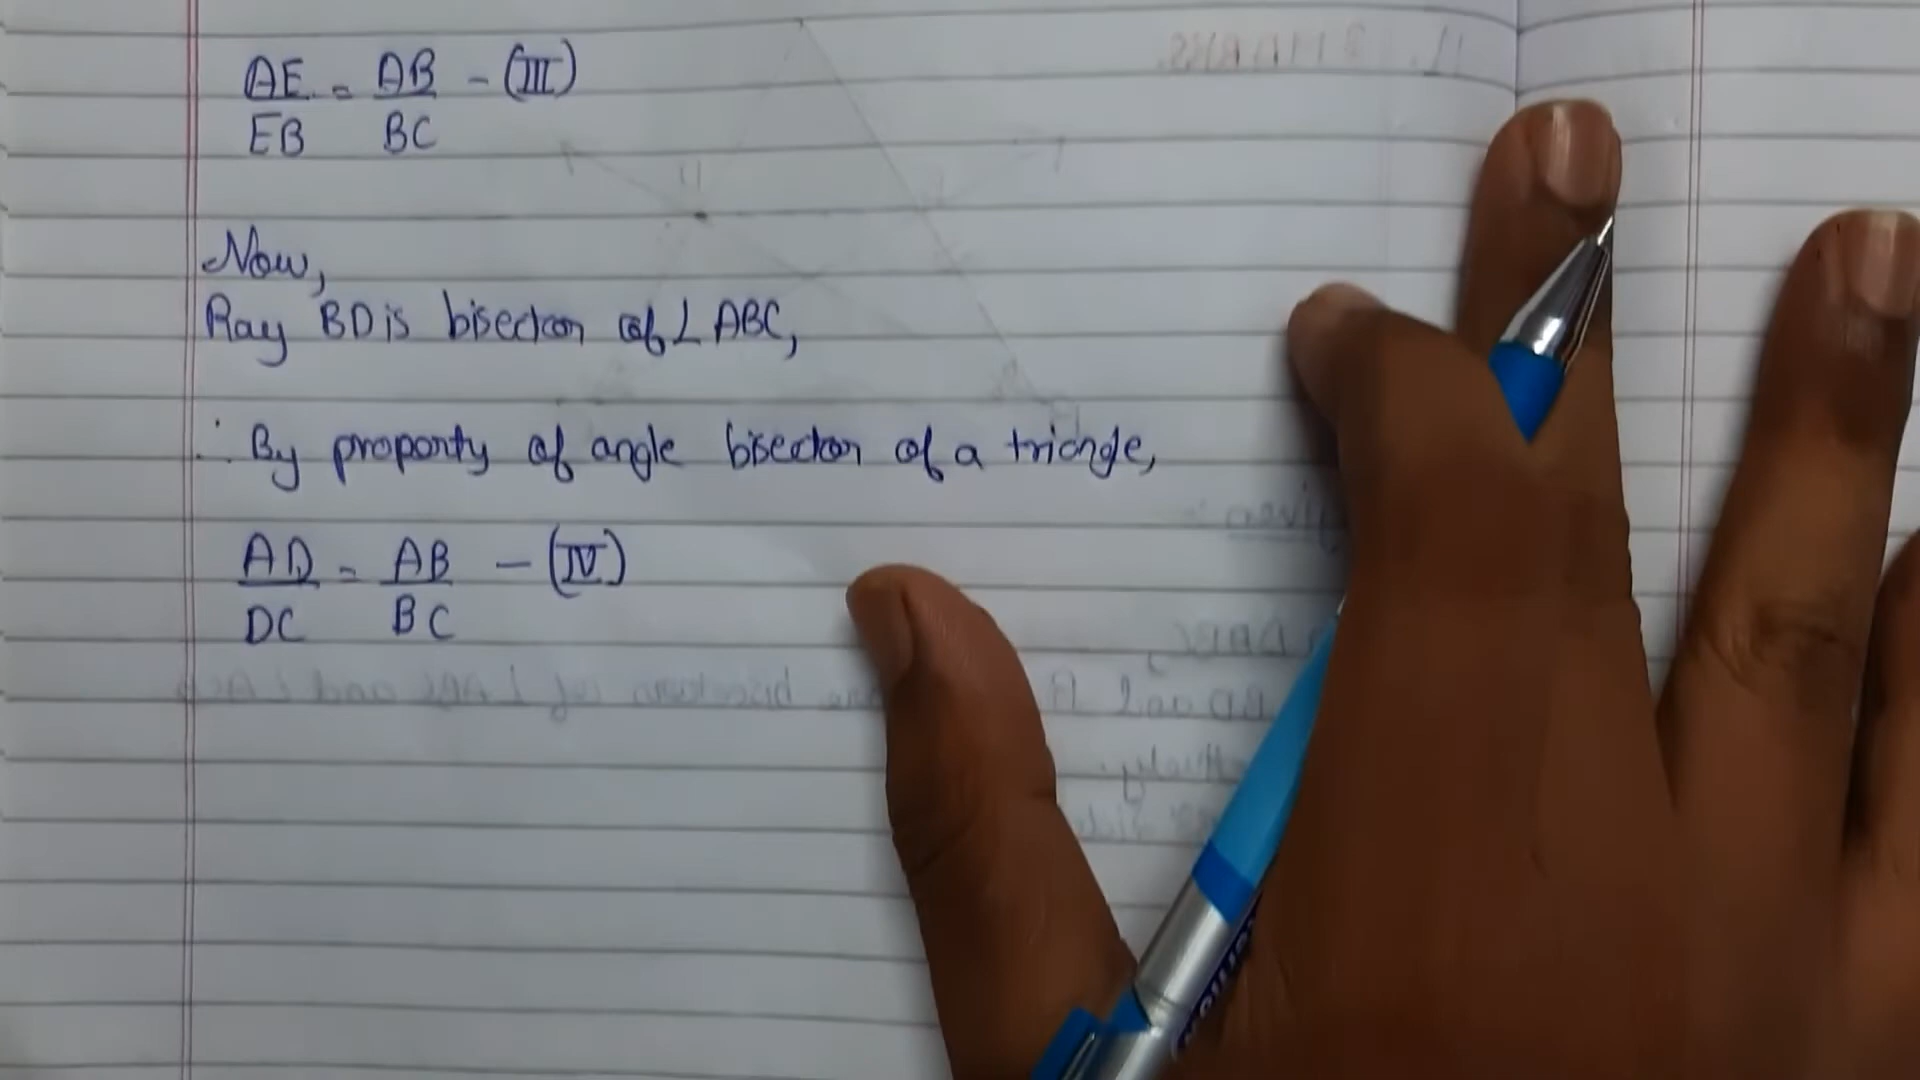 AE = AB - (III)
EB BC
Now,
Ray BD is bisector of ∠ABC,
∴ By property of angle bisector of a triangle,
AD = AB - (IV)
DC BC